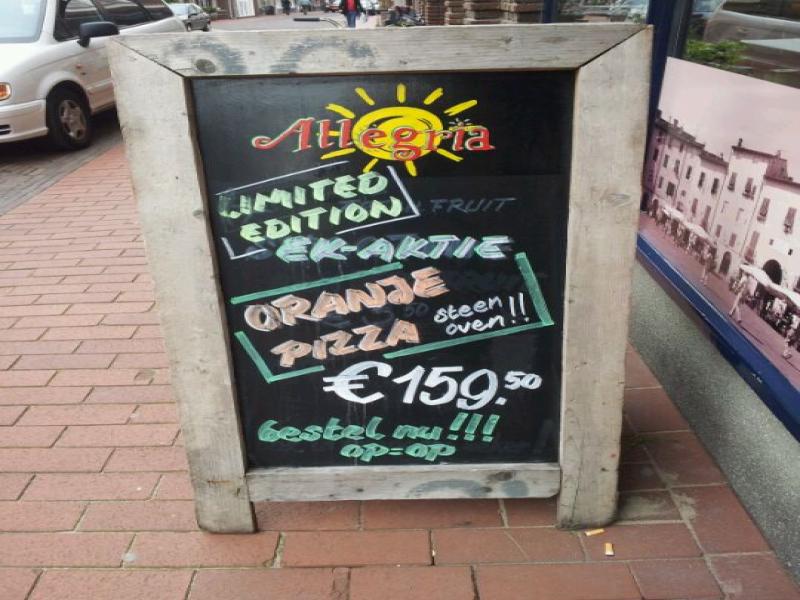 Allegria
LIMITED
EDITION
FRUIT
EK-AKTIE
ORANJE
PIZZA
steen
oven!!
€159.50
bestel nu!!!
OP=OP